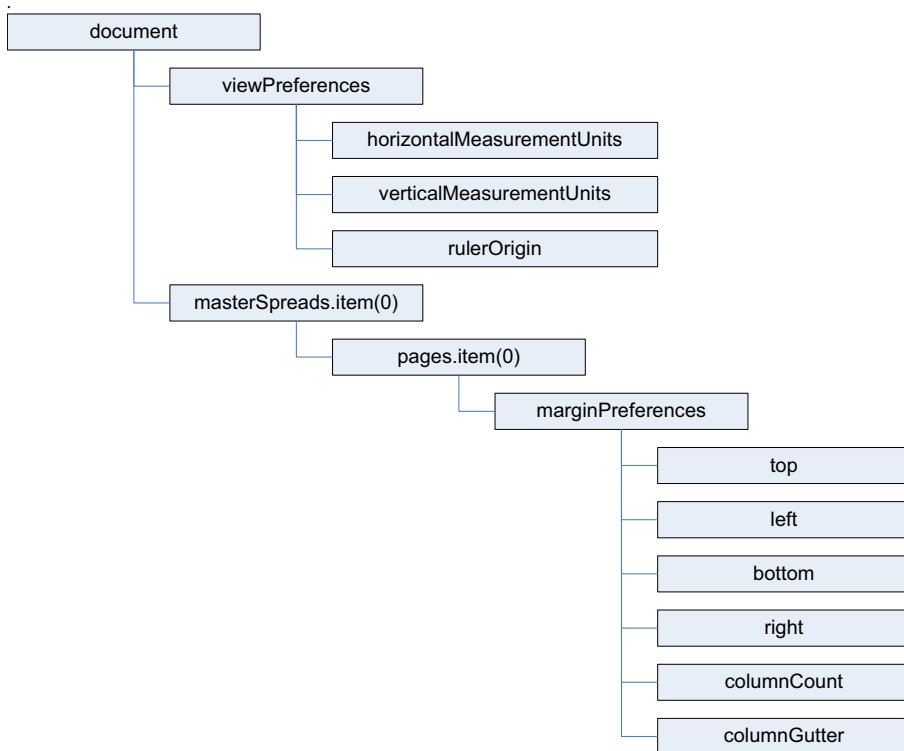 .
document
viewPreferences
horizontalMeasurementUnits
verticalMeasurementUnits
rulerOrigin
masterSpreads.item(0)
pages.item(0)
marginPreferences
top
left
bottom
right
columnCount
columnGutter